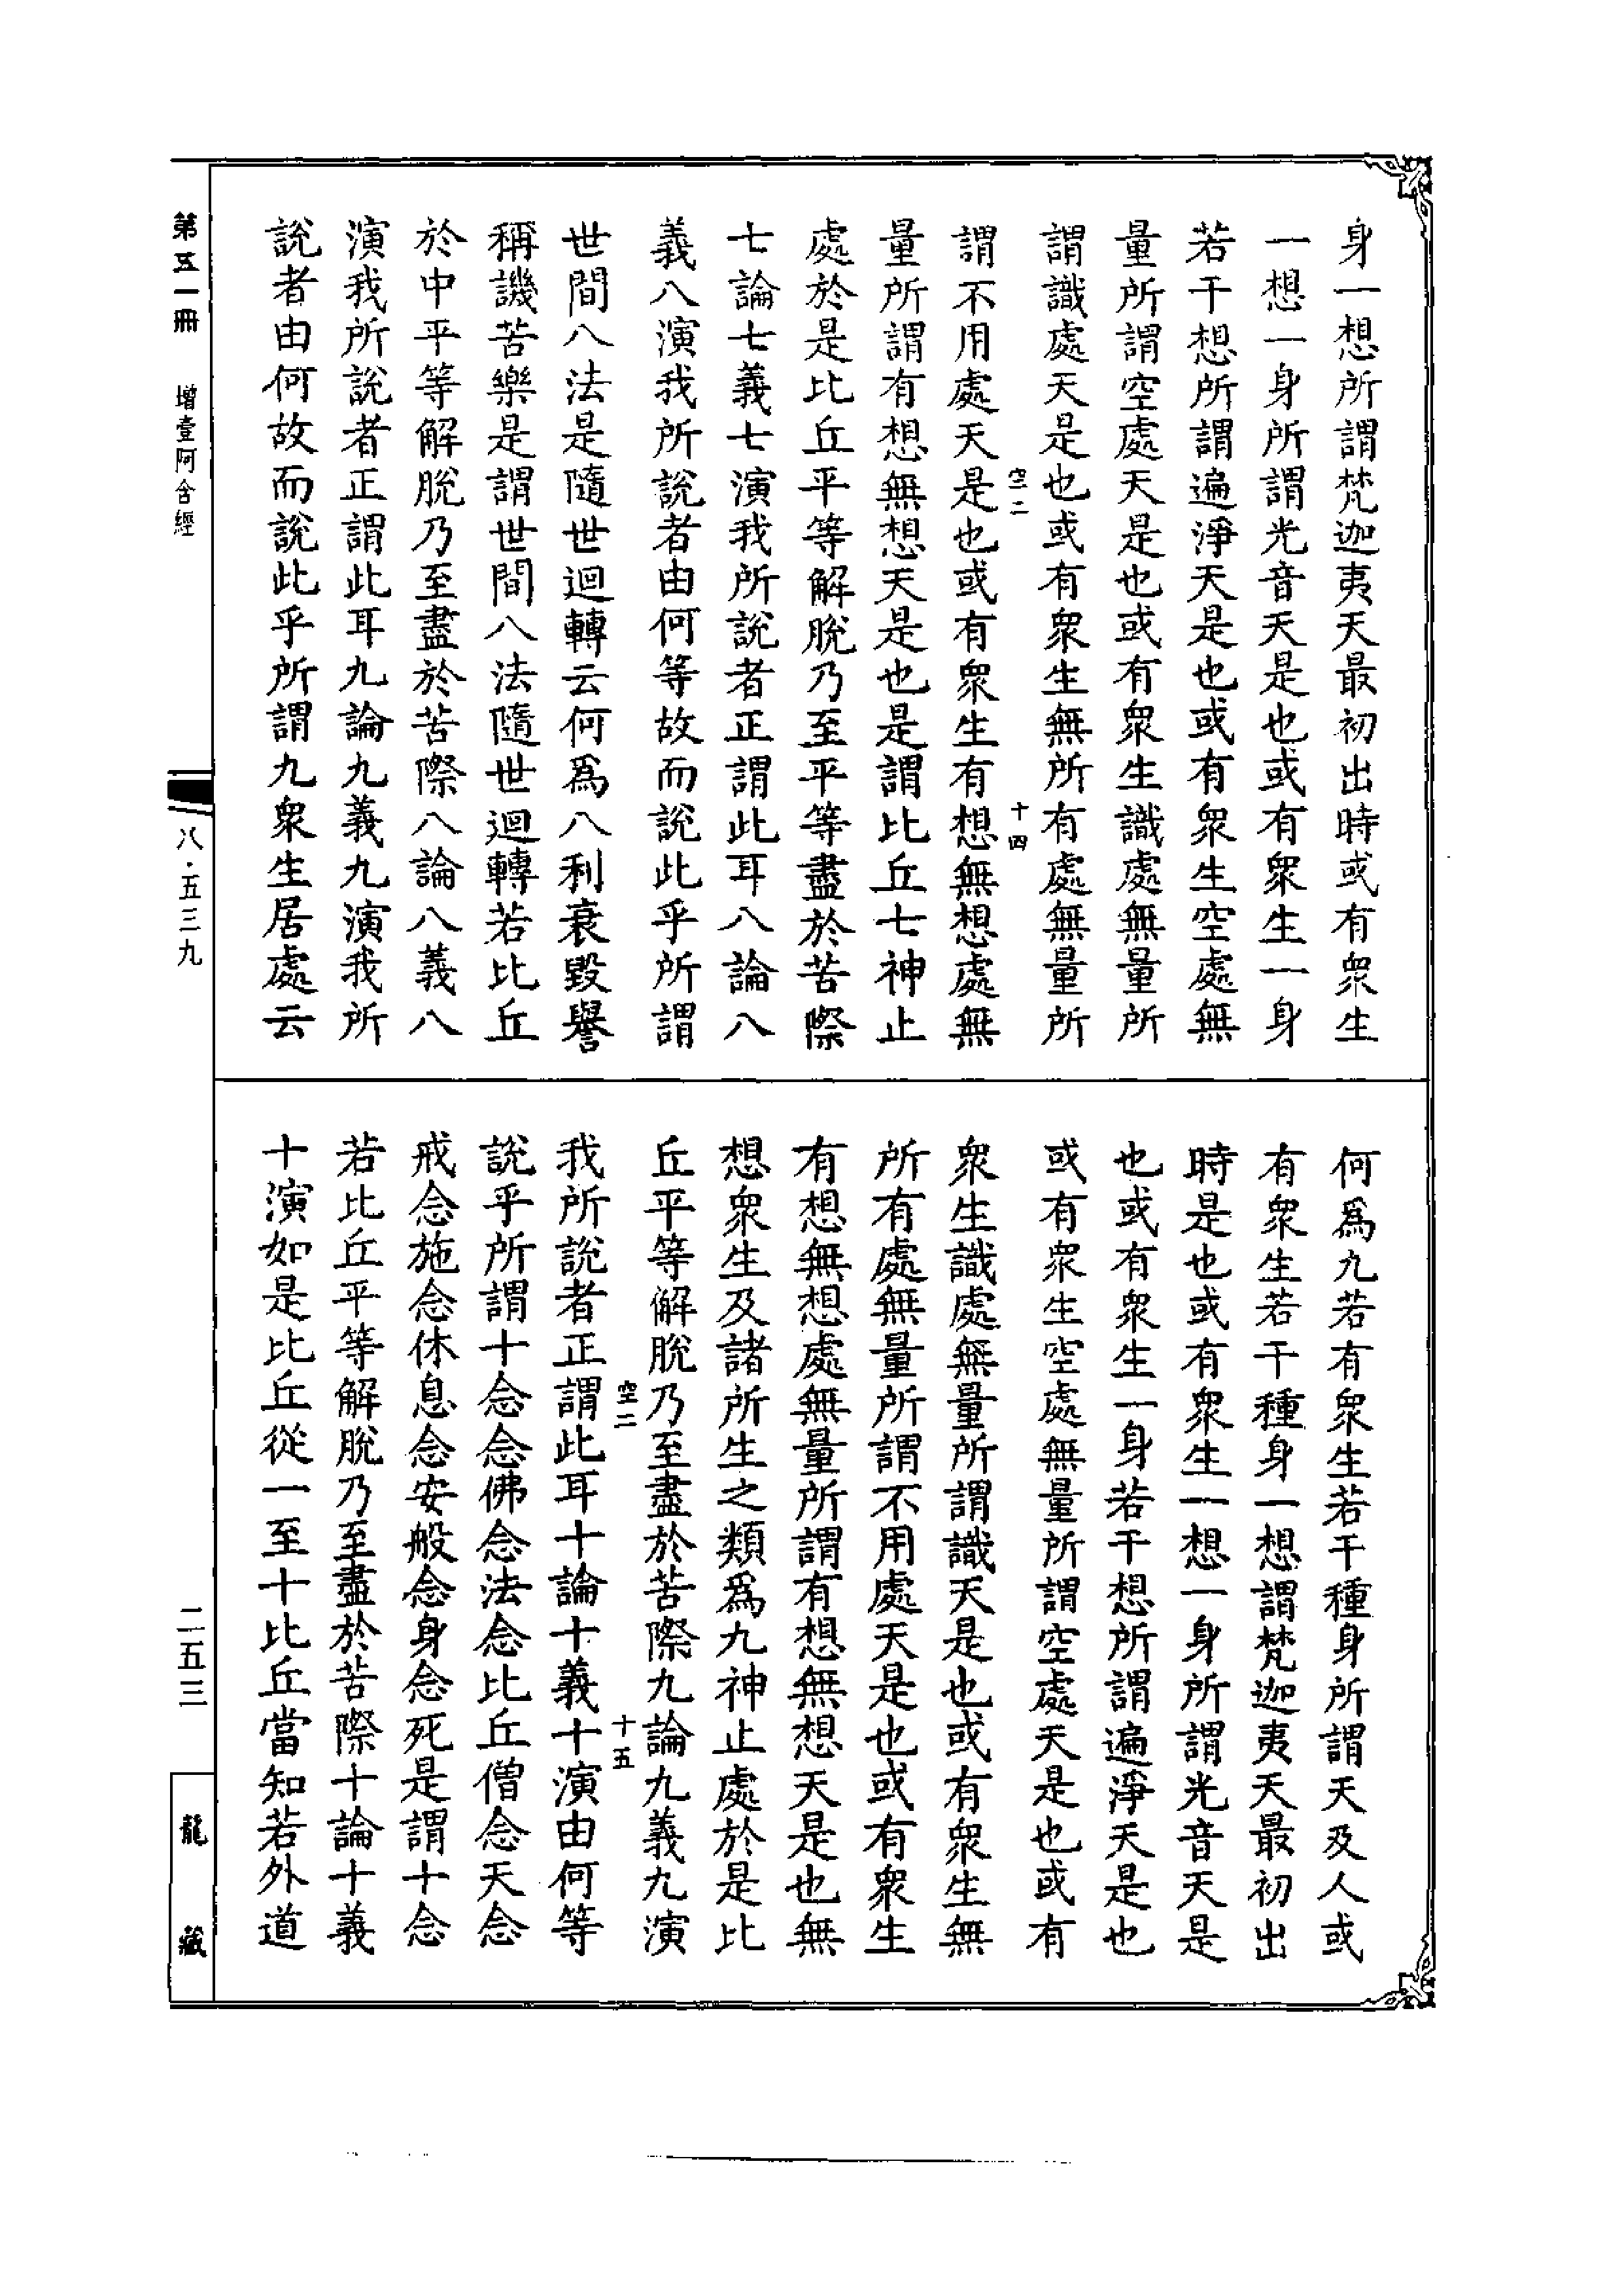 身一想所謂梵迦夷天最初出時或有衆生
一想一身所謂光音天是也或有衆生一身
若干想所謂遍淨天是也或有衆生空處無
量所謂空處天是也或有衆生識處無量所
謂識處天是也或有衆生無所有處無量所
空二 十四
謂不用處天是也或有衆生有想無想處無
量所謂有想無想天是也是謂比丘七神止
處於是比丘平等解脫乃至平等盡於苦際
七論七義七演我所說者正謂此耳八論八
義八演我所說者由何等故而說此乎所謂
世間八法是隨世迴轉云何爲八利衰毀譽
稱譏苦樂是謂世間八法隨世迴轉若比丘
於中平等解脫乃至盡於苦際八論八義八
演我所說者正謂此耳九論九義九演我所
說者由何故而說此乎所謂九衆生居處云
何爲九若有衆生若干種身所謂天及人或
有衆生若干種身一想謂梵迦夷天最初出
時是也或有衆生一想一身所謂光音天是
也或有衆生一身若干想所謂遍淨天是也
或有衆生空處無量所謂空處天是也或有
衆生識處無量所謂識天是也或有衆生無
所有處無量所謂不用處天是也或有衆生
有想無想處無量所謂有想無想天是也無
想衆生及諸所生之類爲九神止處於是比
丘平等解脫乃至盡於苦際九論九義九演
空二 十五
我所說者正謂此耳十論十義十演由何等
說乎所謂十念念佛念法念比丘僧念天念
戒念施念休息念安般念身念死是謂十念
若比丘平等解脫乃至盡於苦際十論十義
十演如是比丘從一至十比丘當知若外道
第五一冊 增壹阿含經
八·五三九
二五三
龍藏